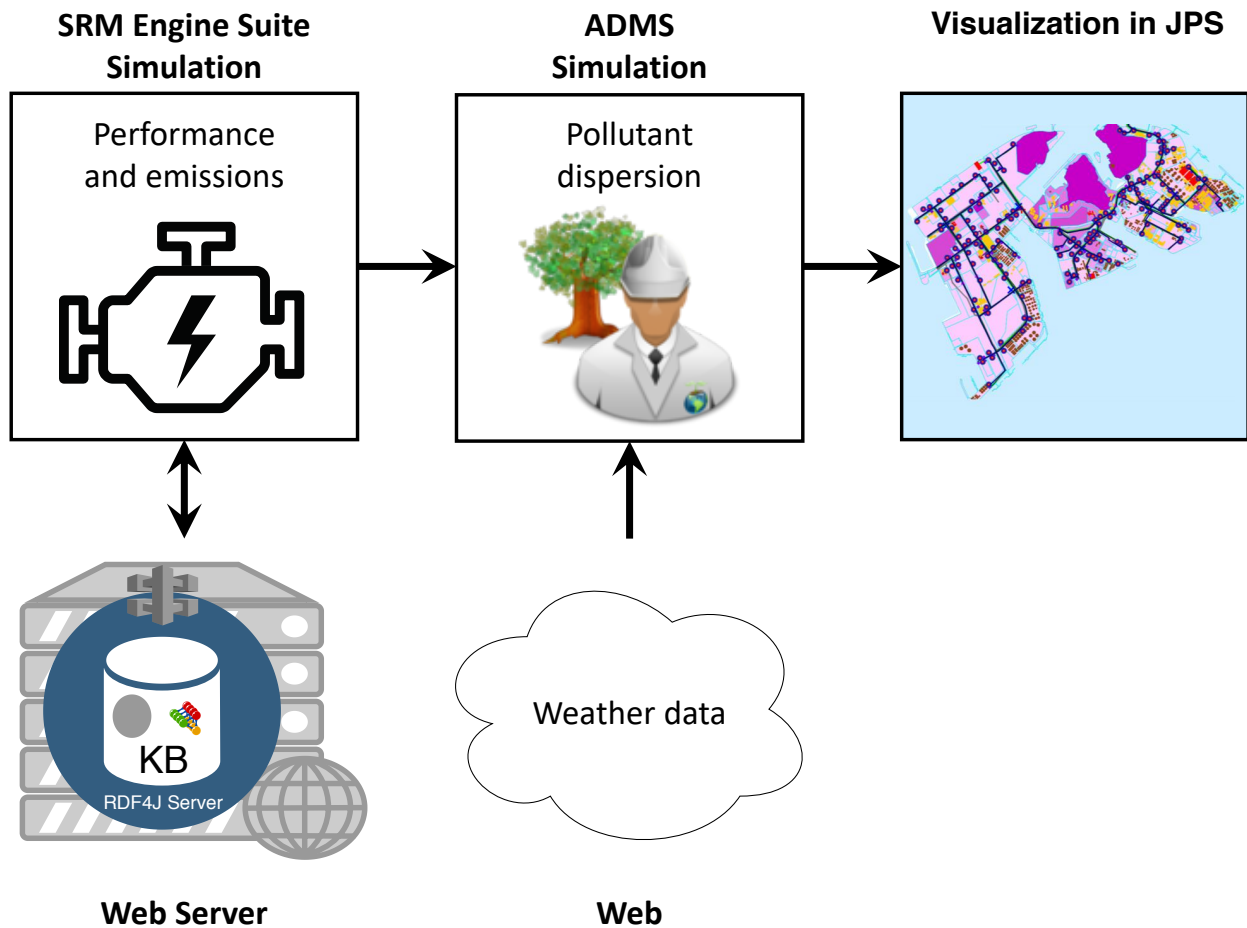 SRM Engine Suite
Simulation
ADMS
Simulation
Visualization in JPS
Performance
and emissions
Pollutant
dispersion
KB
RDF4J Server
Weather data
Web Server
Web